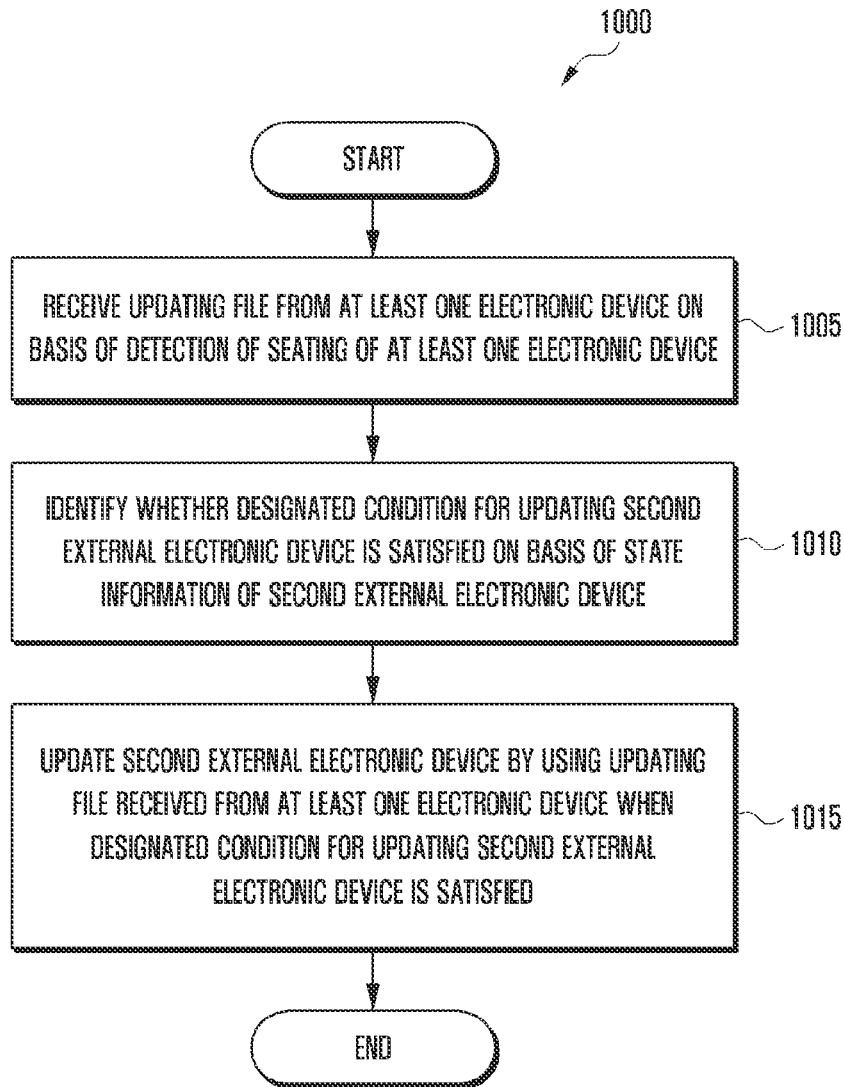 1000
START
RECEIVE UPDATING FILE FROM AT LEAST ONE ELECTRONIC DEVICE ON
BASIS OF DETECTION OF SEATING OF AT LEAST ONE ELECTRONIC DEVICE
1005
IDENTIFY WHETHER DESIGNATED CONDITION FOR UPDATING SECOND
EXTERNAL ELECTRONIC DEVICE IS SATISFIED ON BASIS OF STATE
INFORMATION OF SECOND EXTERNAL ELECTRONIC DEVICE
1010
UPDATE SECOND EXTERNAL ELECTRONIC DEVICE BY USING UPDATING
FILE RECEIVED FROM AT LEAST ONE ELECTRONIC DEVICE WHEN
DESIGNATED CONDITION FOR UPDATING SECOND EXTERNAL
ELECTRONIC DEVICE IS SATISFIED
1015
END